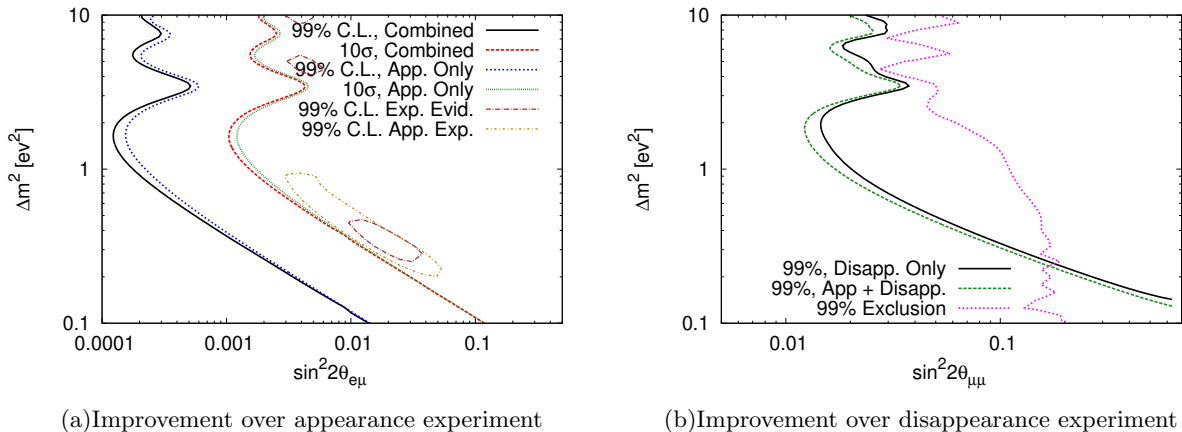 10
1
0.1
Δm² [ev²]
99% C.L., Combined
10σ, Combined
99% C.L., App. Only
10σ, App. Only
99% C.L. Exp. Evid.
99% C.L. App. Exp.
0.0001 0.001 0.01 0.1
sin²2θeμ
(a)Improvement over appearance experiment
10
1
0.1
Δm² [ev²]
99%, Disapp. Only
99%, App + Disapp.
99% Exclusion
0.01 0.1
sin²2θμμ
(b)Improvement over disappearance experiment